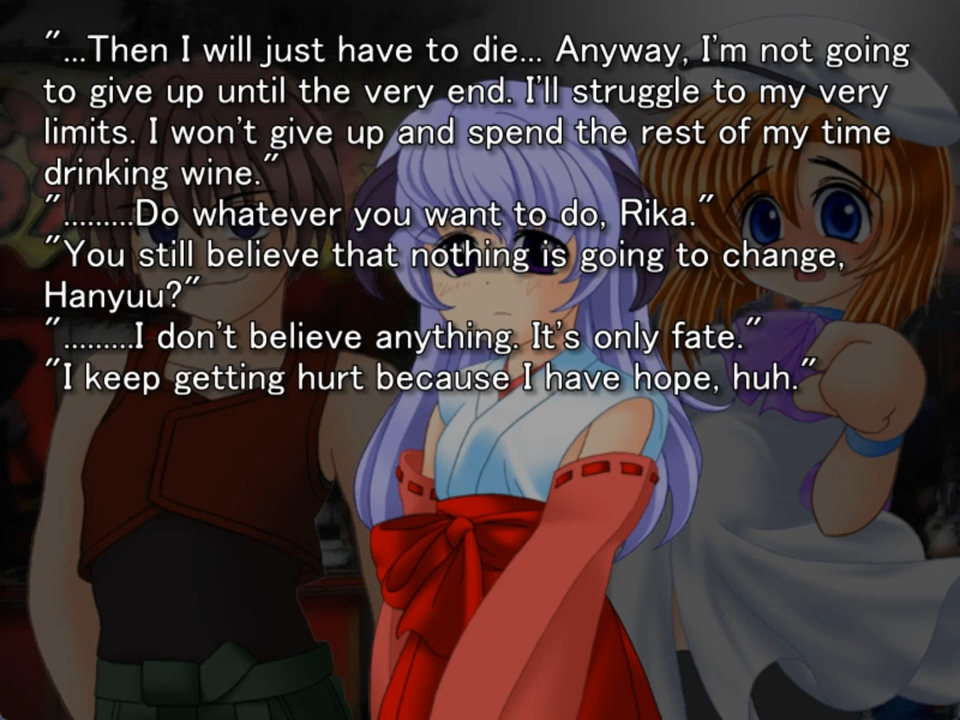 "...Then I will just have to die... Anyway, I'm not going
to give up until the very end. I'll struggle to my very
limits. I won't give up and spend the rest of my time
drinking wine."
".........Do whatever you want to do, Rika."
"You still believe that nothing is going to change,
Hanyuu?"
".........I don't believe anything. It's only fate."
"I keep getting hurt because I have hope, huh."